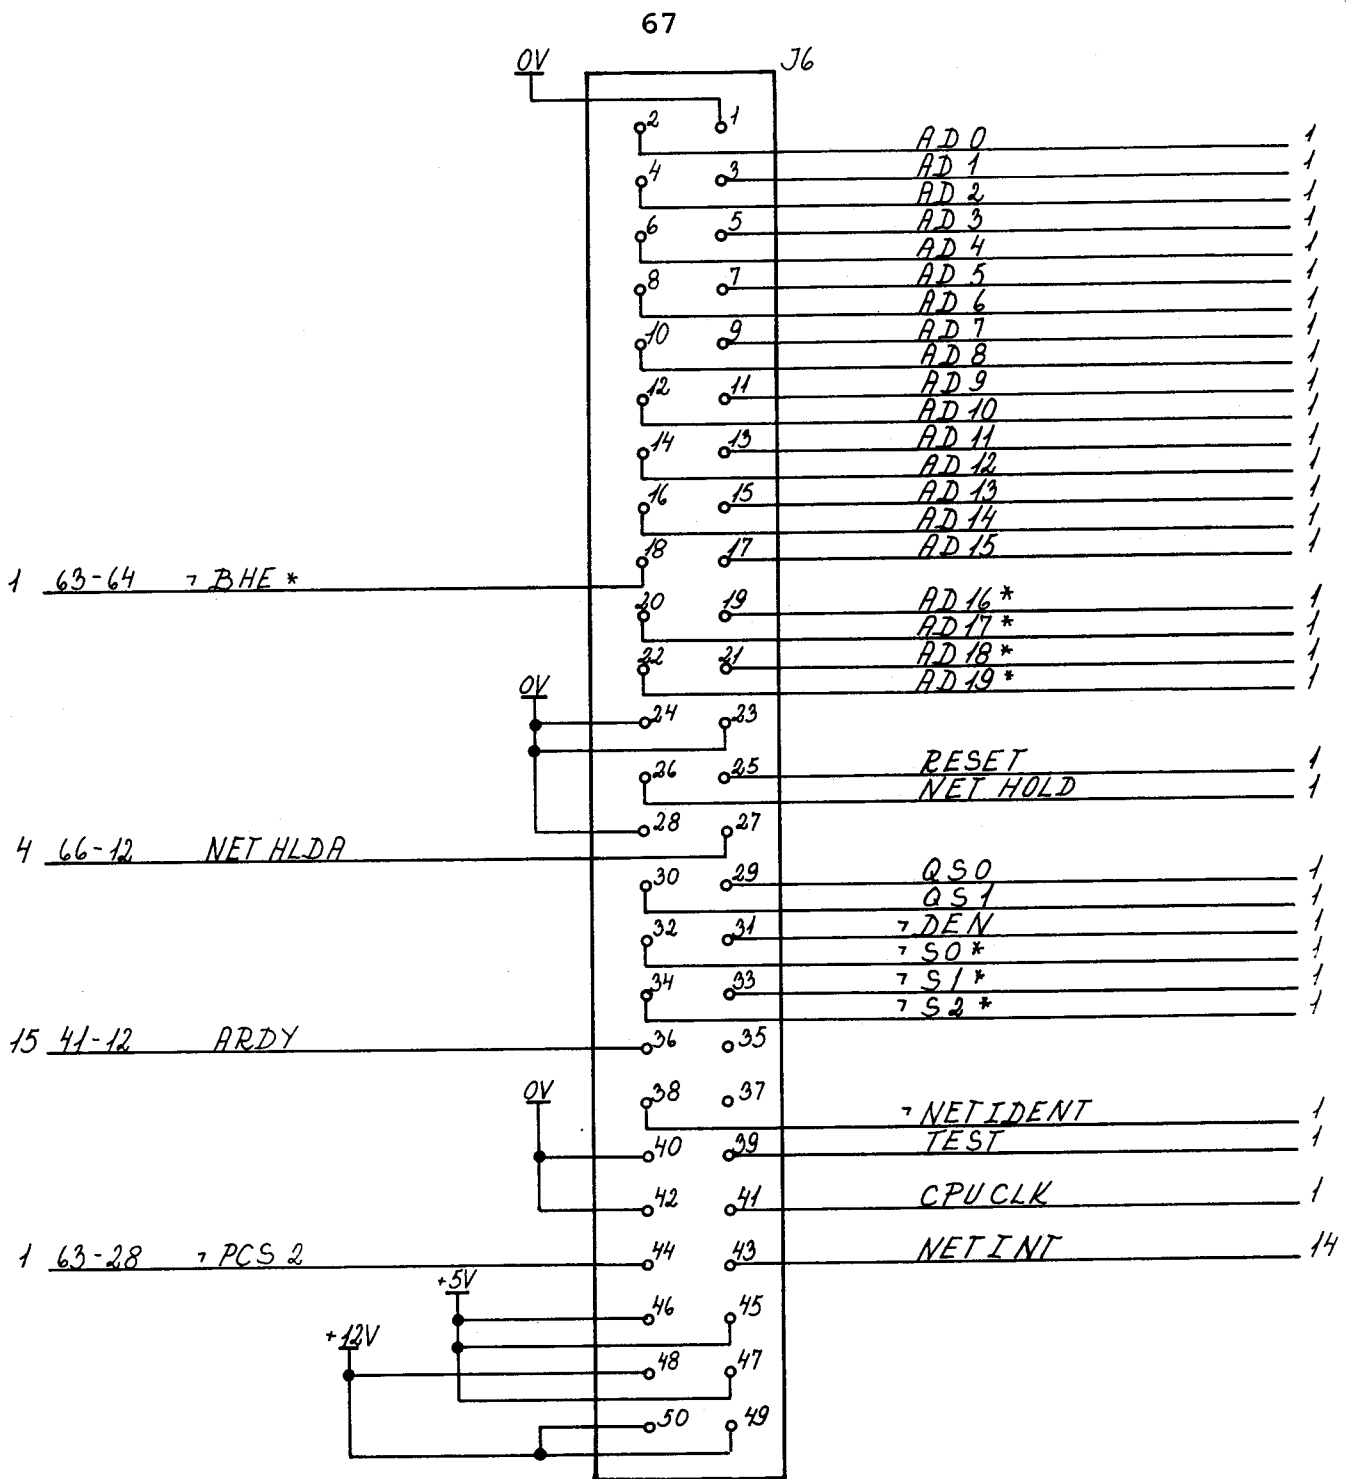 67
0V
J6
2 1
AD 0 1
4 3 AD 1 1
AD 2 1
6 5 AD 3 1
AD 4 1
8 7 AD 5 1
AD 6 1
10 9 AD 7 1
AD 8 1
12 11 AD 9 1
AD 10 1
14 13 AD 11 1
AD 12 1
16 15 AD 13 1
AD 14 1
18 17 AD 15 1
1 63-64 ¬ BHE *
20 19 AD 16 * 1
AD 17 * 1
22 21 AD 18 * 1
AD 19 * 1
0V
24 23
26 25 RESET 1
NET HOLD 1
28 27
4 66-12 NET HLDA
30 29 QS0 1
QS1 1
32 31 ¬ DEN 1
¬ S0 * 1
34 33 ¬ S1 * 1
¬ S2 * 1
15 41-12 ARDY 36 35
0V
38 37
¬ NET IDENT 1
40 39 TEST 1
42 41 CPU CLK 1
1 63-28 ¬ PCS 2 44 43 NET INT 14
+5V
46 45
+12V
48 47
50 49